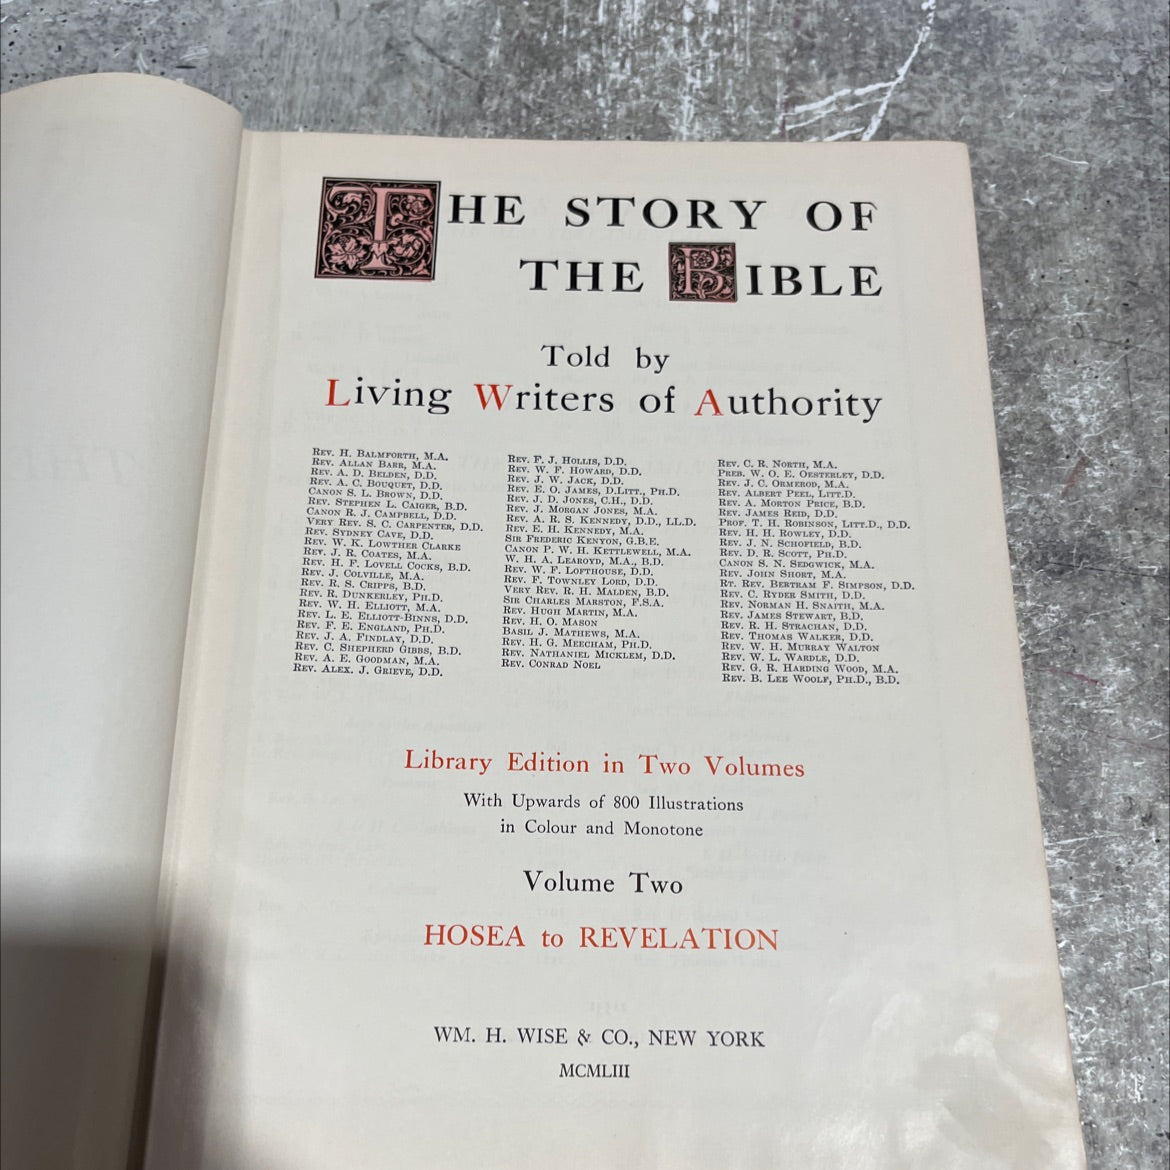 THE STORY OF
THE BIBLE
Told by
Living Writers of Authority
REV. H. BALMFORTH, M.A.
REV. ALLAN BARR, M.A.
REV. A. D. BELDEN, D.D.
REV. A. C. BOUQUET, D.D.
CANON S. L. BROWN, D.D.
REV. STEPHEN L. CAIGER, B.D.
CANON R. J. CAMPBELL, D.D.
VERY REV. S. C. CARPENTER, D.D.
REV. SYDNEY CAVE, D.D.
REV. W. K. LOWTHER CLARKE
REV. J. R. COATES, M.A.
REV. H. F. LOVELL COCKS, B.D.
REV. J. COLVILLE, M.A.
REV. R. S. CRIPPS, B.D.
REV. R. DUNKERLEY, PH.D.
REV. W. H. ELLIOTT, M.A.
REV. L. E. ELLIOTT-BINNS, D.D.
REV. F. E. ENGLAND, PH.D.
REV. J. A. FINDLAY, D.D.
REV. C. SHEPHERD GIBBS, B.D.
REV. A. E. GOODMAN, M.A.
REV. ALEX. J. GRIEVE, D.D.
REV. F. J. HOLLIS, D.D.
REV. W. F. HOWARD, D.D.
REV. J. W. JACK, D.D.
REV. E. O. JAMES, D.LITT., PH.D.
REV. J. D. JONES, C.H., D.D.
REV. J. MORGAN JONES, M.A.
REV. A. R. S. KENNEDY, D.D., LL.D.
REV. E. H. KENNEDY, M.A.
SIR FREDERIC KENYON, G.B.E.
CANON P. W. H. KETTLEWELL, M.A.
W. H. A. LEAROYD, M.A., B.D.
REV. W. F. LOFTHOUSE, D.D.
REV. F. TOWNLEY LORD, D.D.
VERY REV. R. H. MALDEN, B.D.
SIR CHARLES MARSTON, F.S.A.
REV. HUGH MARTIN, M.A.
REV. H. O. MASON
BASIL J. MATHEWS, M.A.
REV. H. G. MEECHAM, PH.D.
REV. NATHANIEL MICKLEM, D.D.
REV. CONRAD NOEL
REV. C. R. NORTH, M.A.
PREB. W. O. E. OESTERLEY, D.D.
REV. J. C. ORMEROD, M.A.
REV. ALBERT PEEL, LITT.D.
REV. A. MORTON PRICE, B.D.
REV. JAMES REID, D.D.
PROF. T. H. ROBINSON, LITT.D., D.D.
REV. H. H. ROWLEY, D.D.
REV. J. N. SCHOFIELD, B.D.
REV. D. R. SCOTT, PH.D.
CANON S. N. SEDGWICK, M.A.
REV. JOHN SHORT, M.A.
RT. REV. BERTRAM F. SIMPSON, D.D.
REV. C. RYDER SMITH, D.D.
REV. NORMAN H. SNAITH, M.A.
REV. JAMES STEWART, B.D.
REV. R. H. STRACHAN, D.D.
REV. THOMAS WALKER, D.D.
REV. W. H. MURRAY WALTON
REV. W. L. WARDLE, D.D.
REV. G. R. HARDING WOOD, M.A.
REV. B. LEE WOOLF, PH.D., B.D.
Library Edition in Two Volumes
With Upwards of 800 Illustrations
in Colour and Monotone
Volume Two
HOSEA to REVELATION
WM. H. WISE & CO., NEW YORK
MCMLIII